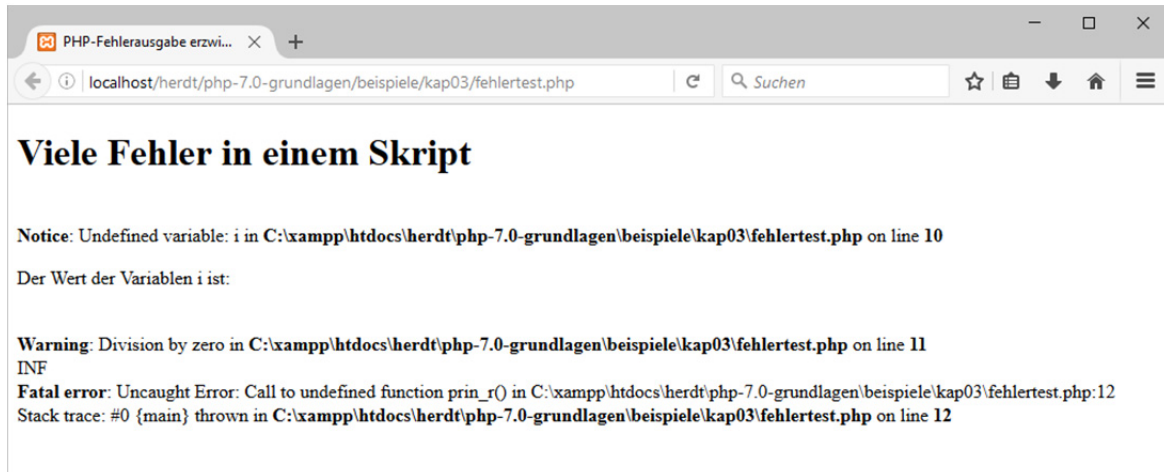 PHP-Fehlerausgabe erzwi...
localhost/herdt/php-7.0-grundlagen/beispiele/kap03/fehlertest.php
Suchen
Viele Fehler in einem Skript
Notice: Undefined variable: i in C:\xampp\htdocs\herdt\php-7.0-grundlagen\beispiele\kap03\fehlertest.php on line 10
Der Wert der Variablen i ist:
Warning: Division by zero in C:\xampp\htdocs\herdt\php-7.0-grundlagen\beispiele\kap03\fehlertest.php on line 11
INF
Fatal error: Uncaught Error: Call to undefined function prin_r() in C:\xampp\htdocs\herdt\php-7.0-grundlagen\beispiele\kap03\fehlertest.php:12
Stack trace: #0 {main} thrown in C:\xampp\htdocs\herdt\php-7.0-grundlagen\beispiele\kap03\fehlertest.php on line 12